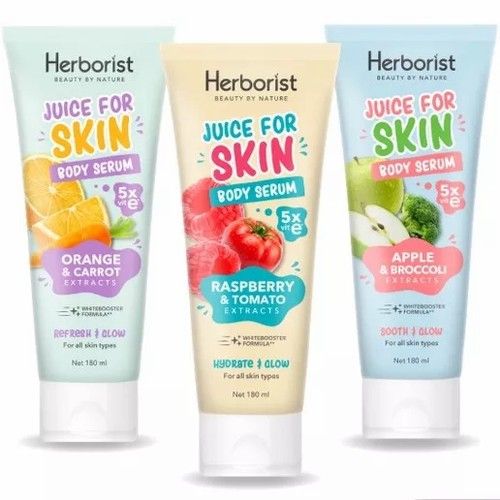 Herborist
BEAUTY BY NATURE
JUICE FOR
SKIN
BODY SERUM
5x
vit e
ORANGE
& CARROT
EXTRACTS
WHITEBOOSTER
FORMULA**
REFRESH & GLOW
For all skin types
Net 180 ml
Herborist
BEAUTY BY NATURE
JUICE FOR
SKIN
BODY SERUM
5x
vit e
RASPBERRY
& TOMATO
EXTRACTS
WHITEBOOSTER
FORMULA**
HYDRATE & GLOW
For all skin types
Net 180 ml
Herborist
BEAUTY BY NATURE
JUICE FOR
SKIN
BODY SERUM
5x
vit e
APPLE
& BROCCOLI
EXTRACTS
WHITEBOOSTER
FORMULA**
SOOTH & GLOW
For all skin types
Net 180 ml